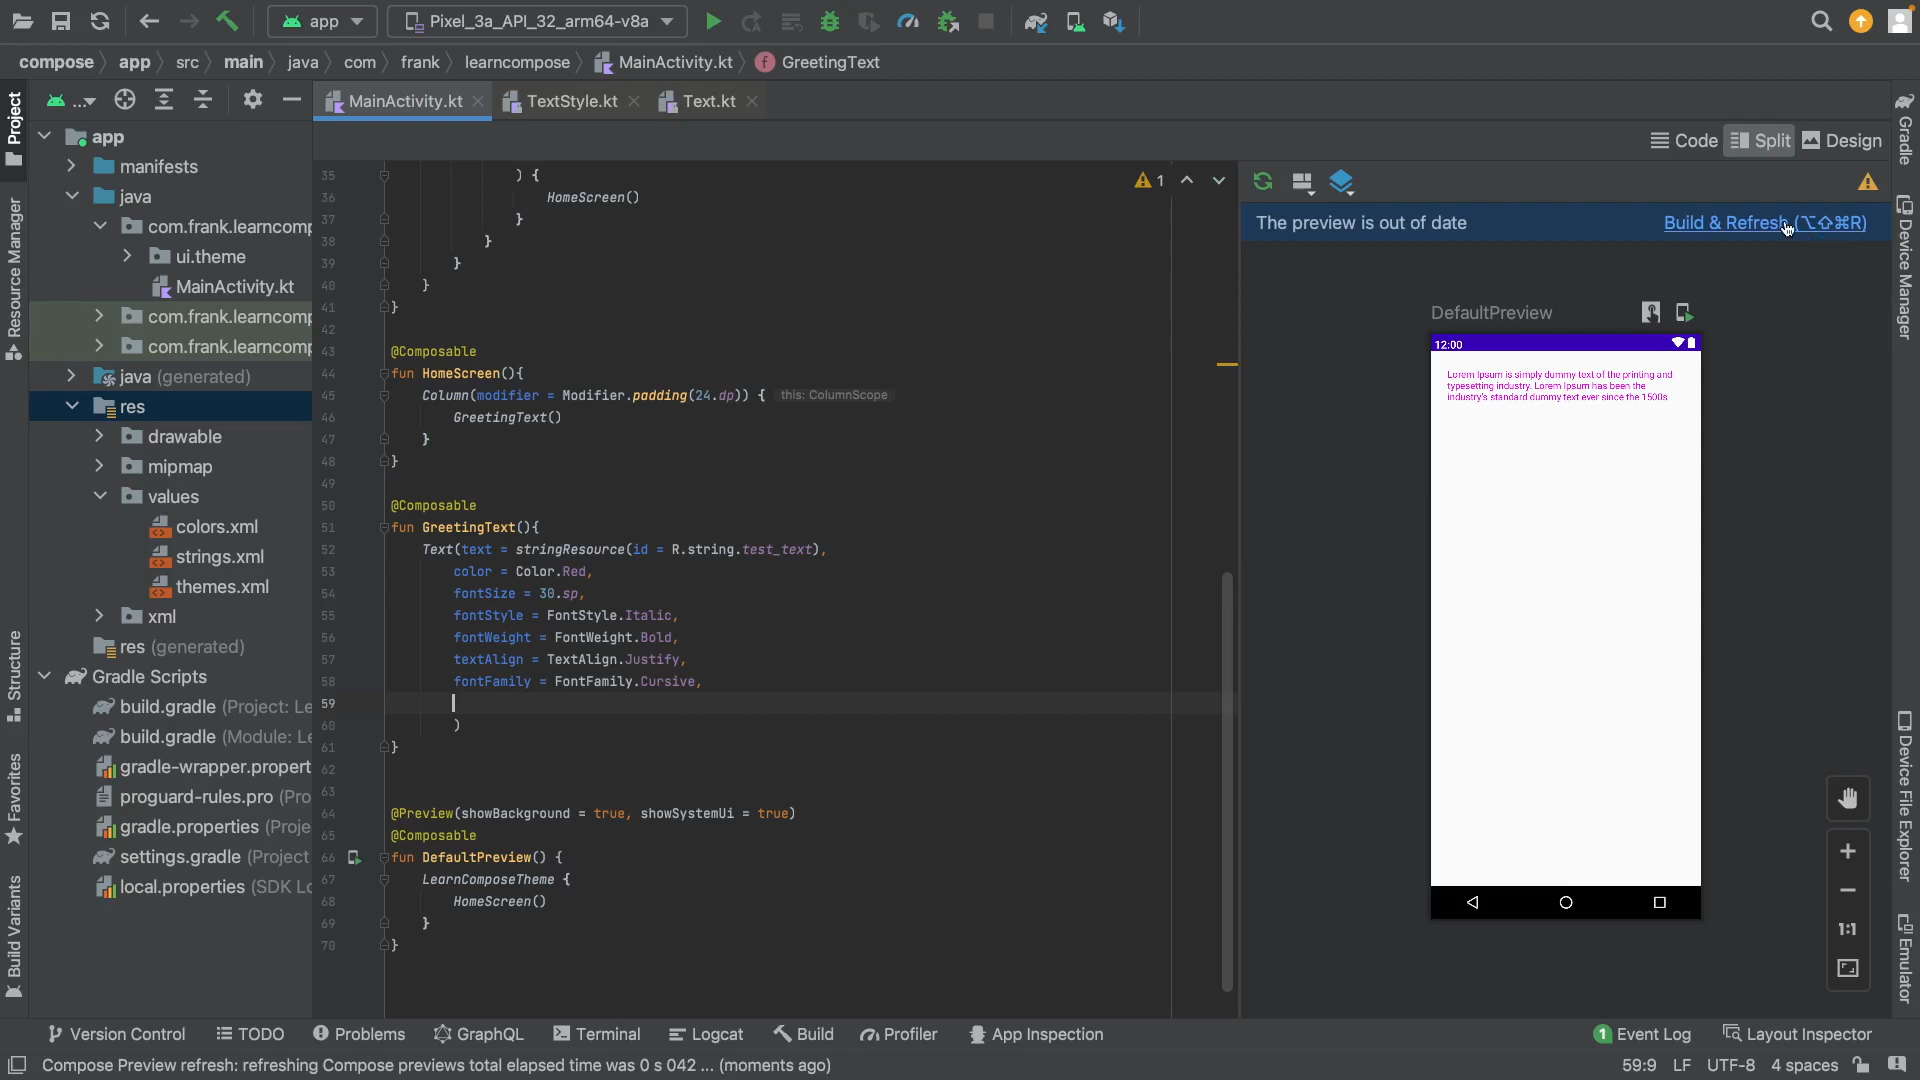 app
Pixel_3a_API_32_arm64-v8a
compose
app
src
main
java
com
frank
learncompose
MainActivity.kt
f
GreetingText
...
MainActivity.kt
TextStyle.kt
Text.kt
Code
Split
Design
Project
Resource Manager
Structure
Favorites
Build Variants
app
manifests
java
com.frank.learncomp
ui.theme
MainActivity.kt
com.frank.learncomp
com.frank.learncomp
java (generated)
res
drawable
mipmap
values
colors.xml
strings.xml
themes.xml
xml
res (generated)
Gradle Scripts
build.gradle (Project: Le
build.gradle (Module: Le
gradle-wrapper.propert
proguard-rules.pro (Pro
gradle.properties (Proje
settings.gradle (Project
local.properties (SDK Lo
1
35 ) {
36 HomeScreen()
37 }
38 }
39 }
40 }
41 }
42
43 @Composable
44 fun HomeScreen(){
45 Column(modifier = Modifier.padding(24.dp)) { this: ColumnScope
46 GreetingText()
47 }
48 }
49
50 @Composable
51 fun GreetingText(){
52 Text(text = stringResource(id = R.string.test_text),
53 color = Color.Red,
54 fontSize = 30.sp,
55 fontStyle = FontStyle.Italic,
56 fontWeight = FontWeight.Bold,
57 textAlign = TextAlign.Justify,
58 fontFamily = FontFamily.Cursive,
59
60 )
61 }
62
63
64 @Preview(showBackground = true, showSystemUi = true)
65 @Composable
66 fun DefaultPreview() {
67 LearnComposeTheme {
68 HomeScreen()
69 }
70 }
The preview is out of date
Build & Refresh (⌥⇧⌘R)
DefaultPreview
12:00
Lorem Ipsum is simply dummy text of the printing and
typesetting industry. Lorem Ipsum has been the
industry's standard dummy text ever since the 1500s
1:1
Gradle
Device Manager
Device File Explorer
Emulator
Version Control
TODO
Problems
GraphQL
Terminal
Logcat
Build
Profiler
App Inspection
1 Event Log
Layout Inspector
Compose Preview refresh: refreshing Compose previews total elapsed time was 0 s 042 ... (moments ago)
59:9
LF
UTF-8
4 spaces